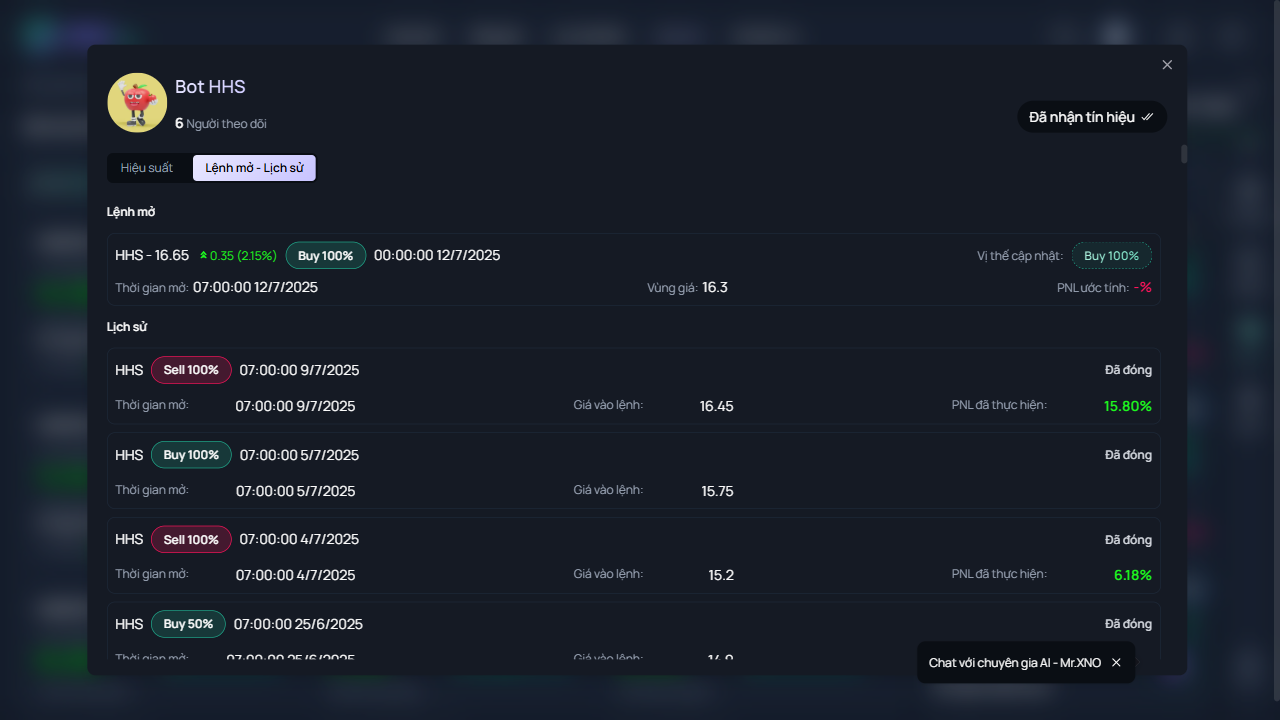 Bot HHS
6 Người theo dõi
Đã nhận tín hiệu
Hiệu suất
Lệnh mở - Lịch sử
Lệnh mở
HHS - 16.65 0.35 (2.15%) Buy 100% 00:00:00 12/7/2025 Vị thế cập nhật: Buy 100%
Thời gian mở: 07:00:00 12/7/2025 Vùng giá: 16.3 PNL ước tính: -%
Lịch sử
HHS Sell 100% 07:00:00 9/7/2025 Đã đóng
Thời gian mở: 07:00:00 9/7/2025 Giá vào lệnh: 16.45 PNL đã thực hiện: 15.80%
HHS Buy 100% 07:00:00 5/7/2025 Đã đóng
Thời gian mở: 07:00:00 5/7/2025 Giá vào lệnh: 15.75
HHS Sell 100% 07:00:00 4/7/2025 Đã đóng
Thời gian mở: 07:00:00 4/7/2025 Giá vào lệnh: 15.2 PNL đã thực hiện: 6.18%
HHS Buy 50% 07:00:00 25/6/2025 Đã đóng
Thời gian mở: 07:00:00 25/6/2025 Giá vào lệnh:
Chat với chuyên gia AI - Mr.XNO